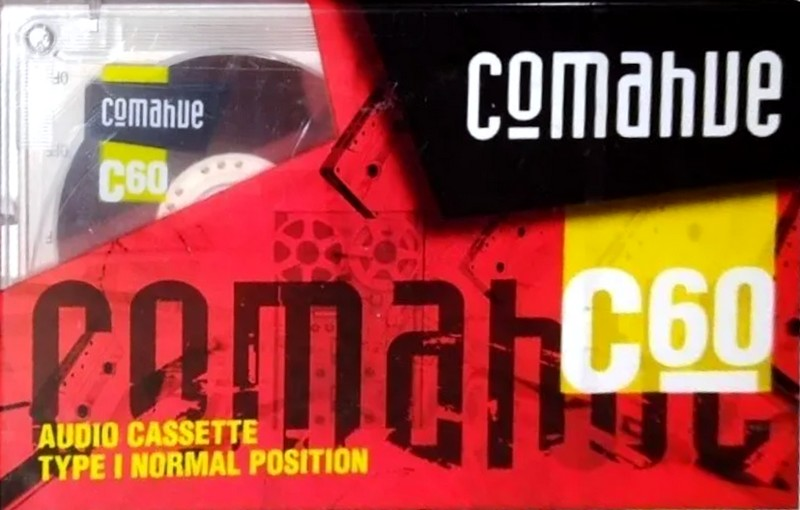 comahue
C60
comahue
C60
comahue
AUDIO CASSETTE
TYPE I NORMAL POSITION